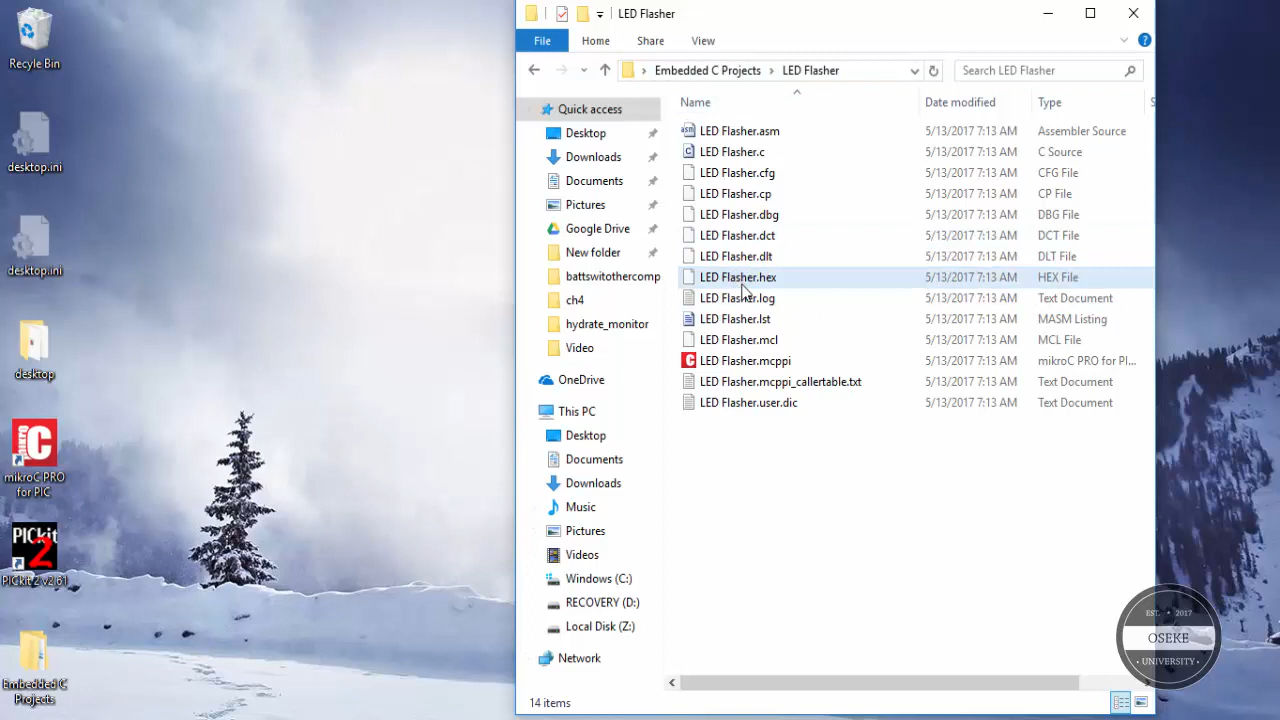 Recyle Bin
desktop.ini
desktop.ini
desktop
mikroC PRO
for PIC
PICkit
2
PICkit 2 v2.61
Embedded C
Projects
LED Flasher
File Home Share View
Embedded C Projects > LED Flasher
Search LED Flasher
Quick access
Desktop
Downloads
Documents
Pictures
Google Drive
New folder
battswitothercomp
ch4
hydrate_monitor
Video
OneDrive
This PC
Desktop
Documents
Downloads
Music
Pictures
Videos
Windows (C:)
RECOVERY (D:)
Local Disk (Z:)
Network
Name Date modified Type S
LED Flasher.asm 5/13/2017 7:13 AM Assembler Source
LED Flasher.c 5/13/2017 7:13 AM C Source
LED Flasher.cfg 5/13/2017 7:13 AM CFG File
LED Flasher.cp 5/13/2017 7:13 AM CP File
LED Flasher.dbg 5/13/2017 7:13 AM DBG File
LED Flasher.dct 5/13/2017 7:13 AM DCT File
LED Flasher.dlt 5/13/2017 7:13 AM DLT File
LED Flasher.hex 5/13/2017 7:13 AM HEX File
LED Flasher.log 5/13/2017 7:13 AM Text Document
LED Flasher.lst 5/13/2017 7:13 AM MASM Listing
LED Flasher.mcl 5/13/2017 7:13 AM MCL File
LED Flasher.mcppi 5/13/2017 7:13 AM mikroC PRO for PI...
LED Flasher.mcppi_callertable.txt 5/13/2017 7:13 AM Text Document
LED Flasher.user.dic 5/13/2017 7:13 AM Text Document
14 items
EST. • 2017
OSEKE
• UNIVERSITY •